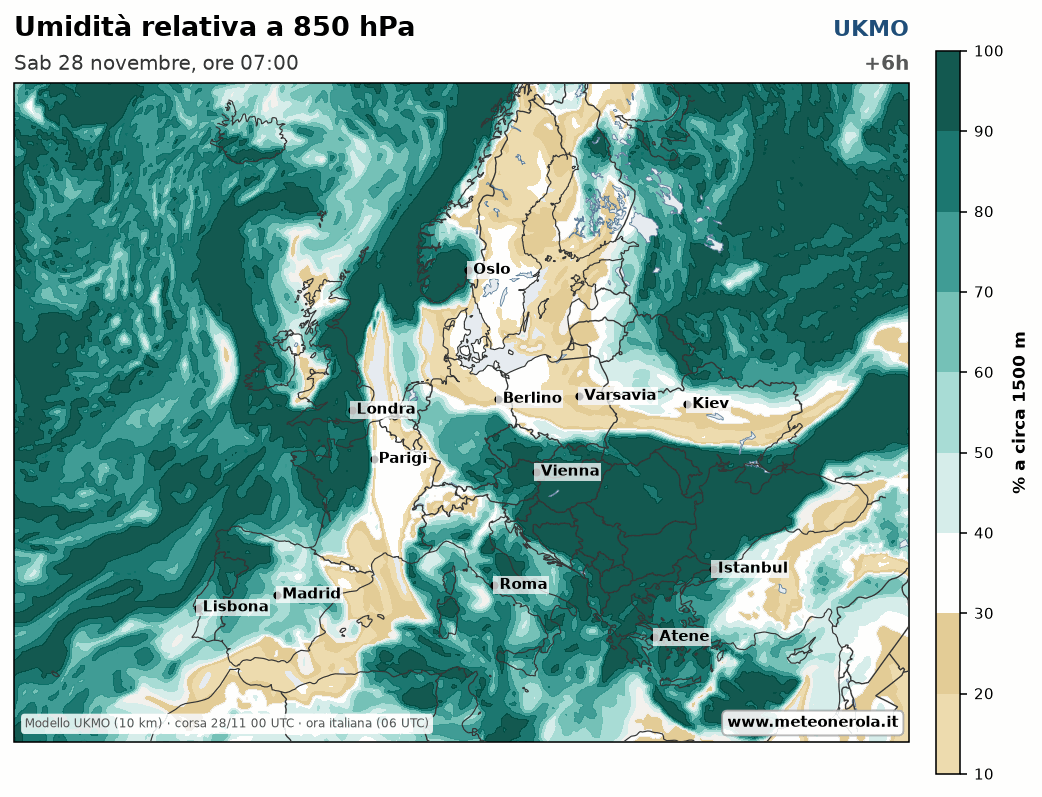 Umidità relativa a 850 hPa
UKMO
Sab 28 novembre, ore 07:00
+6h
100
90
80
70
60
50
40
30
20
10
% a circa 1500 m
Oslo
Berlino
Varsavia
Kiev
Londra
Parigi
Vienna
Istanbul
Roma
Madrid
Lisbona
Atene
Modello UKMO (10 km) · corsa 28/11 00 UTC · ora italiana (06 UTC)
www.meteonerola.it